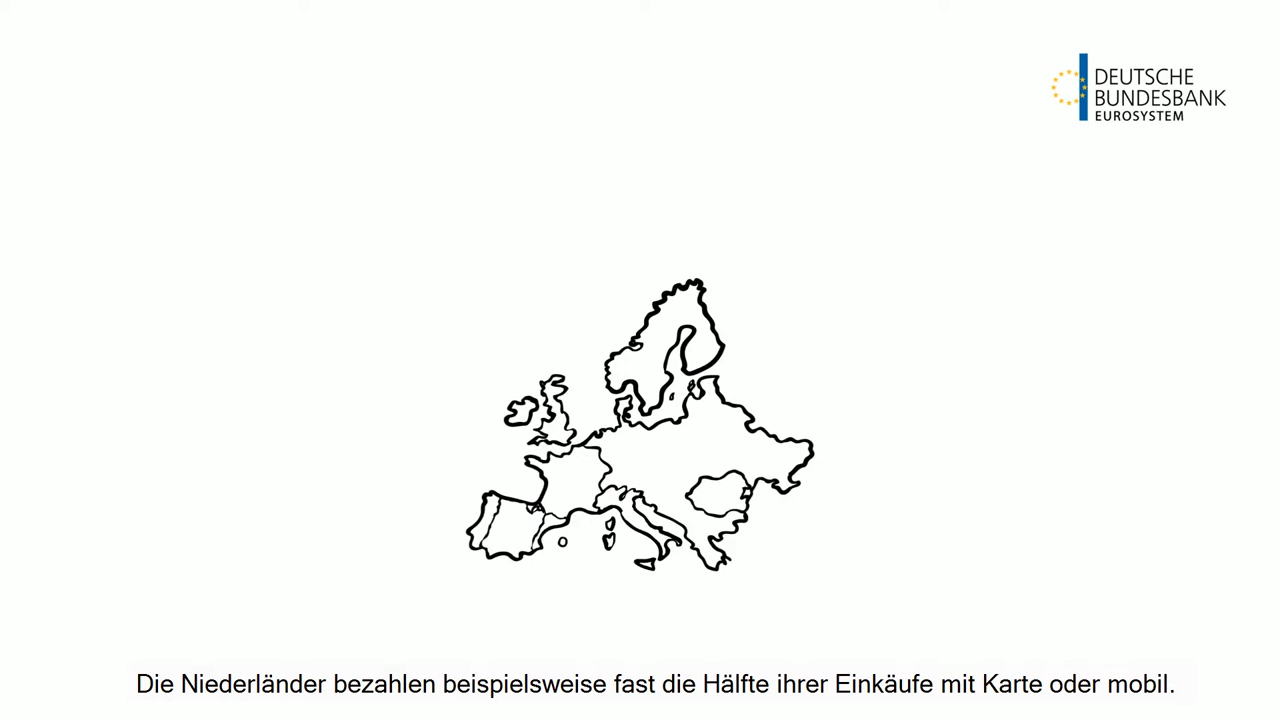 DEUTSCHE
BUNDESBANK
EUROSYSTEM
Die Niederländer bezahlen beispielsweise fast die Hälfte ihrer Einkäufe mit Karte oder mobil.